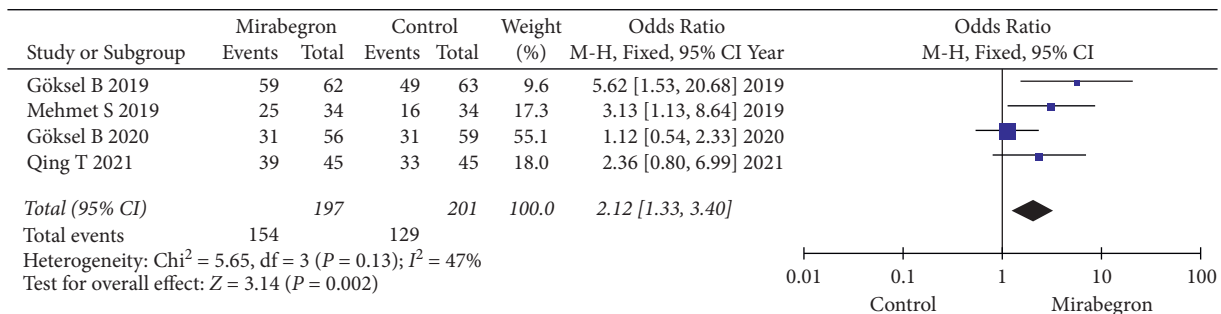 Mirabegron Control Weight Odds Ratio Odds Ratio
Study or Subgroup Events Total Events Total (%) M-H, Fixed, 95% CI Year M-H, Fixed, 95% CI
Göksel B 2019 59 62 49 63 9.6 5.62 [1.53, 20.68] 2019
Mehmet S 2019 25 34 16 34 17.3 3.13 [1.13, 8.64] 2019
Göksel B 2020 31 56 31 59 55.1 1.12 [0.54, 2.33] 2020
Qing T 2021 39 45 33 45 18.0 2.36 [0.80, 6.99] 2021
Total (95% CI) 197 201 100.0 2.12 [1.33, 3.40]
Total events 154 129
Heterogeneity: Chi² = 5.65, df = 3 (P = 0.13); I² = 47%
Test for overall effect: Z = 3.14 (P = 0.002)
0.01 0.1 1 10 100
Control Mirabegron